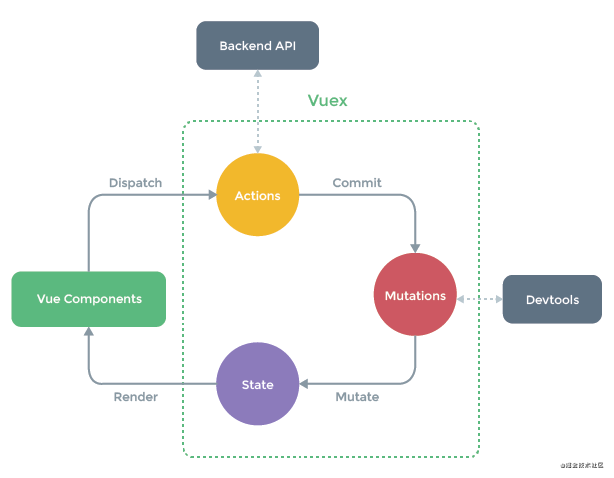 Backend API
Vuex
Dispatch
Commit
Actions
Vue Components
Mutations
Devtools
State
Render
Mutate
@稀土掘金技术社区